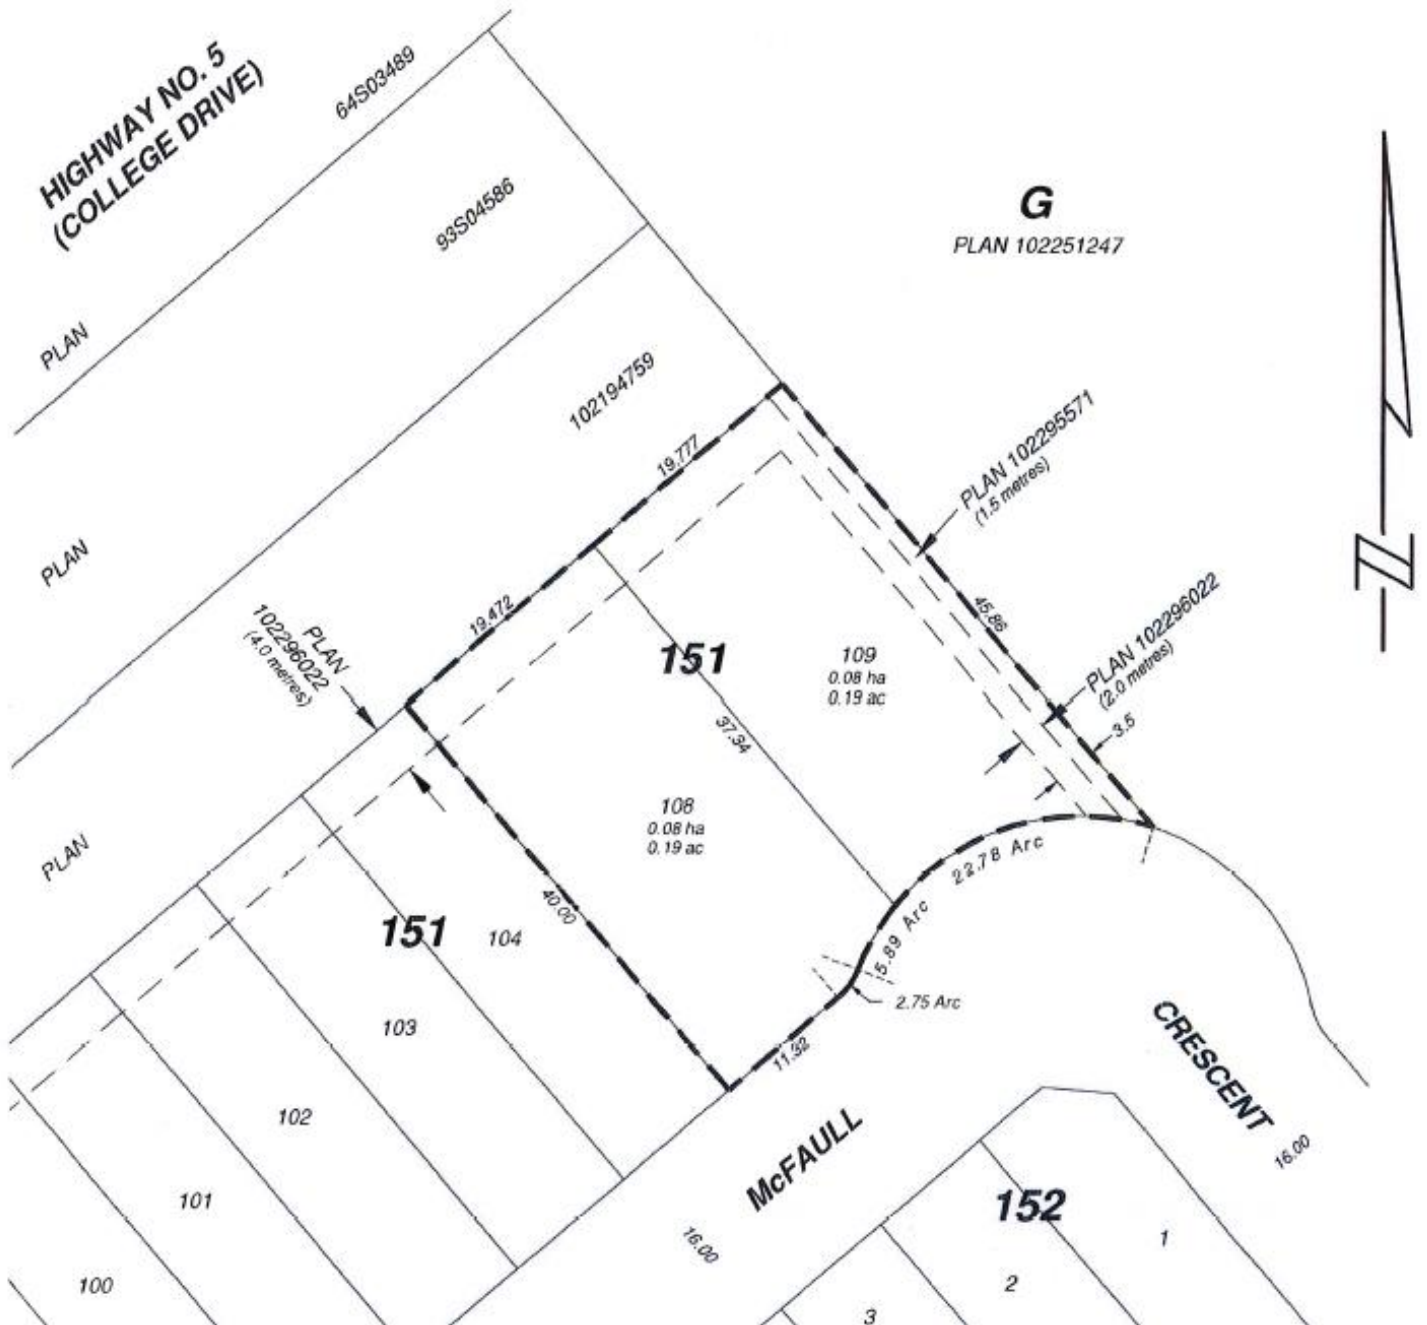 HIGHWAY NO. 5
(COLLEGE DRIVE)
64S03489
PLAN
93S04586
PLAN
102194759
PLAN
G
PLAN 102251247
PLAN 102295571
(1.5 metres)
PLAN 102296022
(2.0 metres)
3.5
19.777
19.472
45.86
PLAN
102296022
(4.0 metres)
151
109
0.08 ha
0.19 ac
37.34
108
0.08 ha
0.19 ac
40.00
22.78 Arc
5.89 Arc
2.75 Arc
11.32
151
104
103
102
101
100
McFAULL
CRESCENT
16.00
16.00
152
1
2
3
N